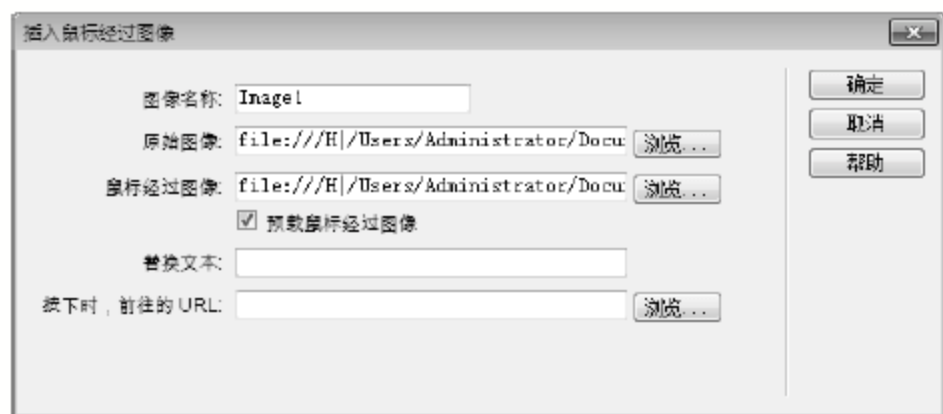 插入鼠标经过图像
图像名称: Image1
确定
原始图像: file:///H|/Users/Administrator/Docu 浏览...
取消
鼠标经过图像: file:///H|/Users/Administrator/Docu 浏览...
帮助
预载鼠标经过图像
替换文本:
按下时，前往的 URL: 浏览...